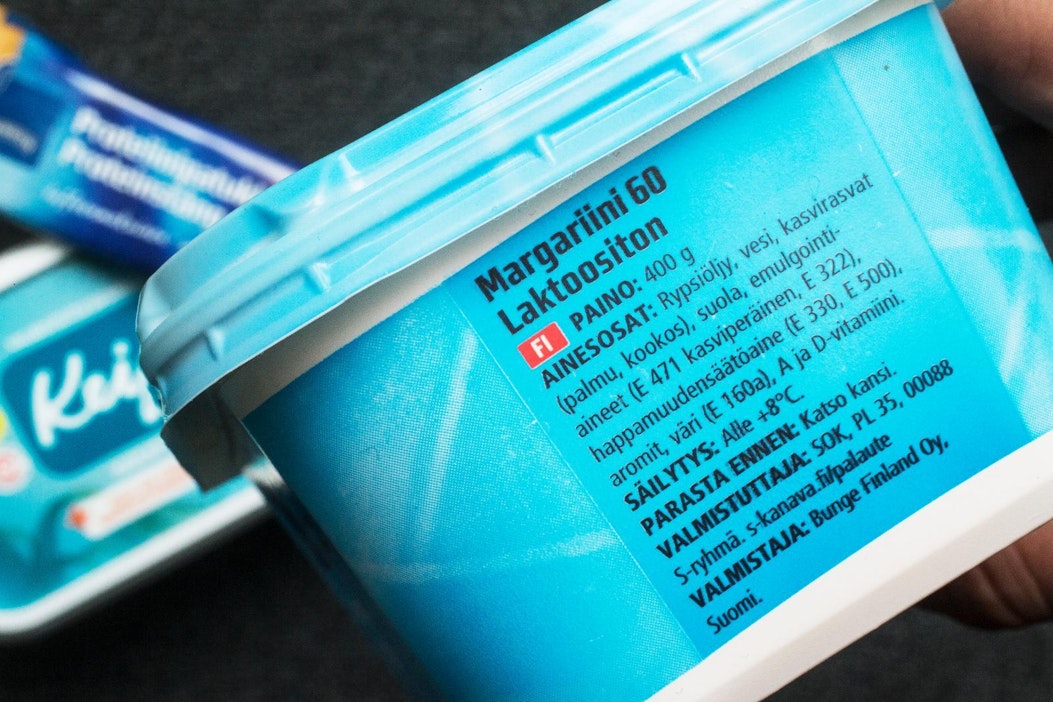 Margariini 60
Laktoositon
FI PAINO: 400 g
AINESOSAT: Rypsiöljy, vesi, kasvirasvat
(palmu, kookos), suola, emulgointi-
aineet (E 471 kasviperäinen, E 322),
happamuudensäätöaine (E 330, E 500),
aromit, väri (E 160a), A ja D-vitamiini.
SÄILYTYS: Alle +8°C
PARASTA ENNEN: Katso kansi.
VALMISTUTTAJA: SOK, PL 35, 00088
S-ryhmä. s-kanava.fi/palaute
VALMISTAJA: Bunge Finland Oy,
Suomi.